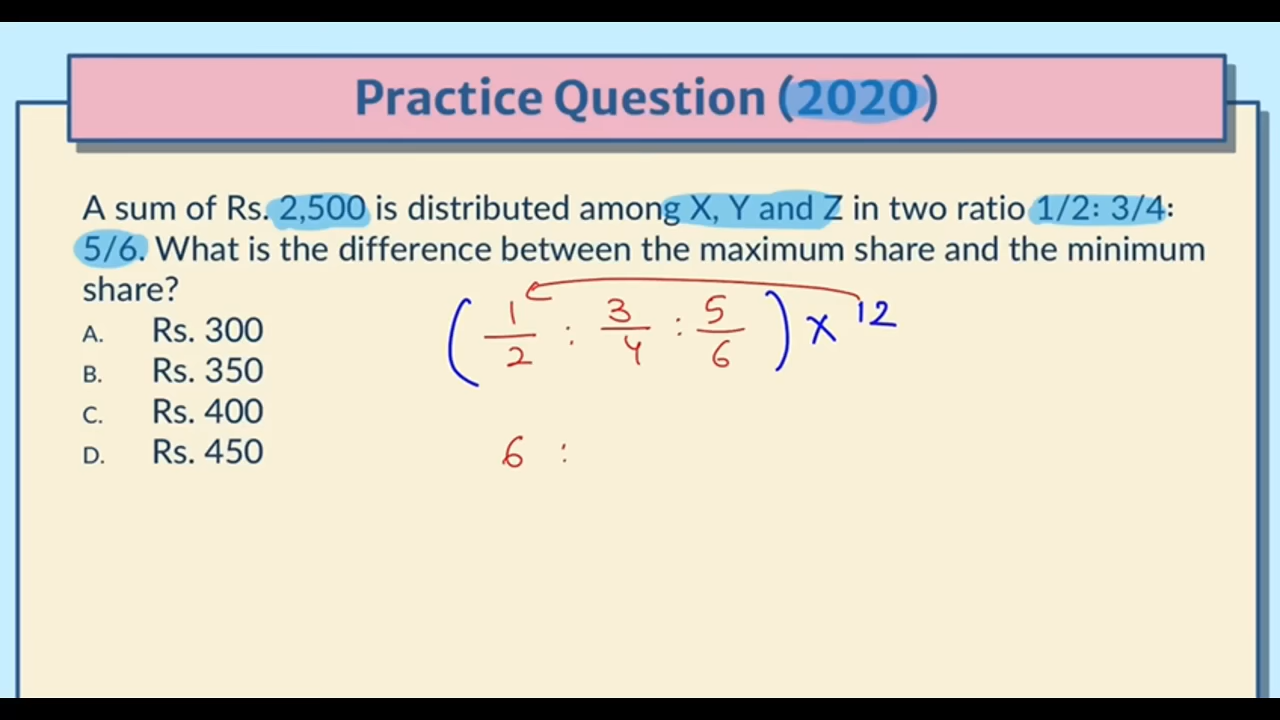 Practice Question (2020)
A sum of Rs. 2,500 is distributed among X, Y and Z in two ratio 1/2: 3/4:
5/6. What is the difference between the maximum share and the minimum
share?
A. Rs. 300
B. Rs. 350
C. Rs. 400
D. Rs. 450
(1/2 : 3/4 : 5/6) x 12
6 :